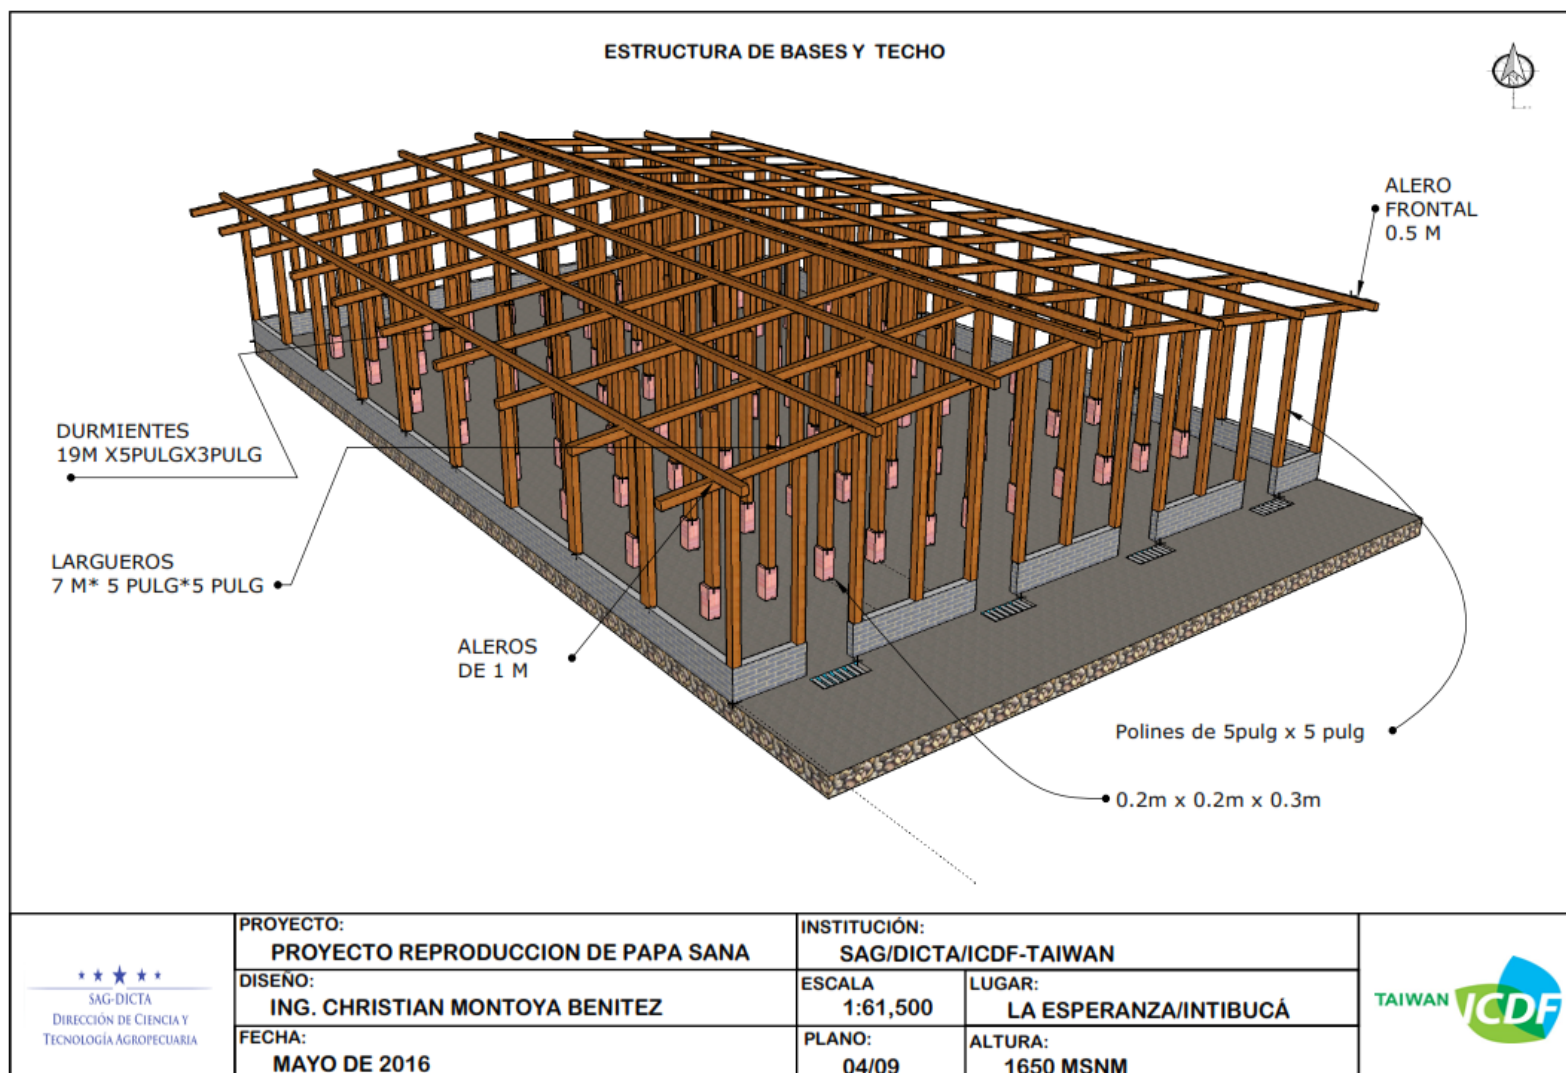 ESTRUCTURA DE BASES Y TECHO
ALERO
FRONTAL
0.5 M
DURMIENTES
19M X5PULGX3PULG
LARGUEROS
7 M* 5 PULG*5 PULG
ALEROS
DE 1 M
Polines de 5pulg x 5 pulg
0.2m x 0.2m x 0.3m
SAG-DICTA
DIRECCIÓN DE CIENCIA Y
TECNOLOGÍA AGROPECUARIA
PROYECTO:
PROYECTO REPRODUCCION DE PAPA SANA
INSTITUCIÓN:
SAG/DICTA/ICDF-TAIWAN
DISEÑO:
ING. CHRISTIAN MONTOYA BENITEZ
ESCALA
1:61,500
LUGAR:
LA ESPERANZA/INTIBUCÁ
FECHA:
MAYO DE 2016
PLANO:
04/09
ALTURA:
1650 MSNM
TAIWAN ICDF